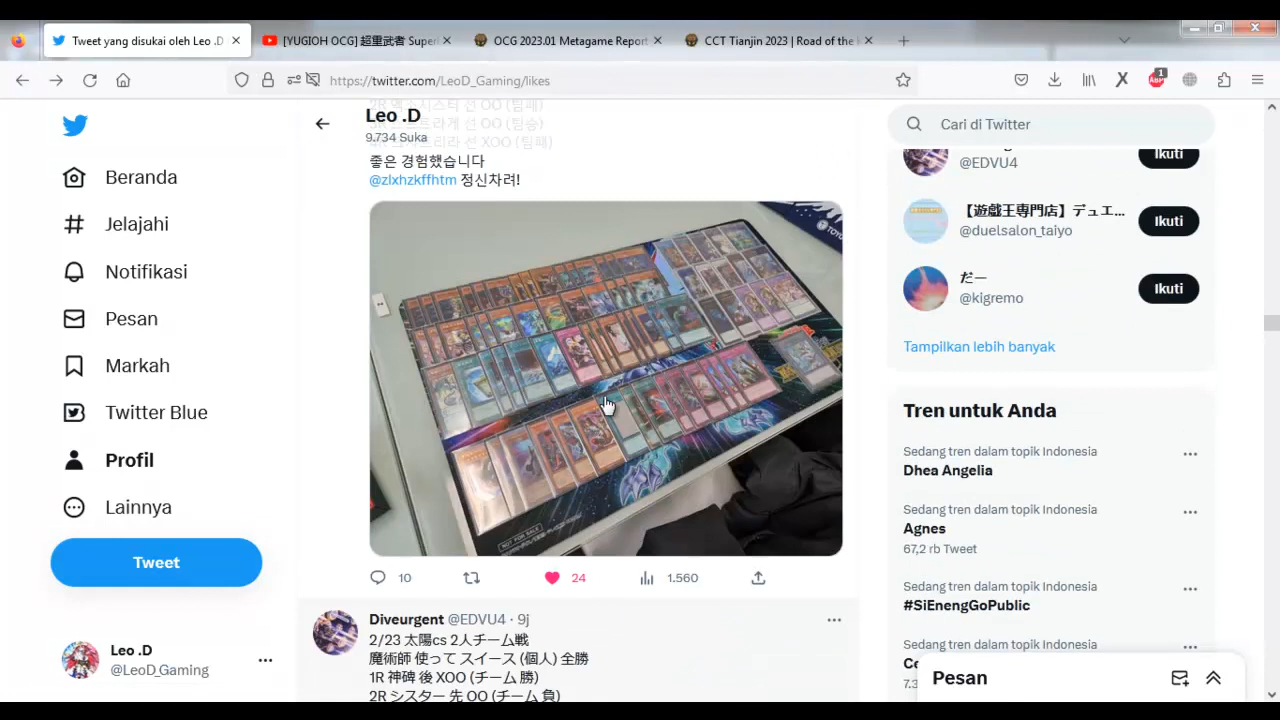 Tweet yang disukai oleh Leo .D
[YUGIOH OCG] 超重武者 Super
OCG 2023.01 Metagame Report
CCT Tianjin 2023 | Road of the
https://twitter.com/LeoD_Gaming/likes
1
Leo .D
9.734 Suka
Cari di Twitter
Beranda
Jelajahi
Notifikasi
Pesan
Markah
Twitter Blue
Profil
Lainnya
Tweet
Leo .D
@LeoD_Gaming
좋은 경험했습니다
@zlxhzkffhtm 정신차려!
NOT FOR SALE
10
24
1.560
Diveurgent @EDVU4 · 9j
2/23 太陽cs 2人チーム戦
魔術師 使って スイース (個人) 全勝
1R 神碑 後 XOO (チーム 勝)
2R シスター 先 OO (チーム 負)
@EDVU4
Ikuti
【遊戯王専門店】デュエ...
@duelsalon_taiyo
Ikuti
だー
@kigremo
Ikuti
Tampilkan lebih banyak
Tren untuk Anda
Sedang tren dalam topik Indonesia
Dhea Angelia
Sedang tren dalam topik Indonesia
Agnes
67,2 rb Tweet
Sedang tren dalam topik Indonesia
#SiEnengGoPublic
Sedang tren dalam topik Indonesia
Pesan